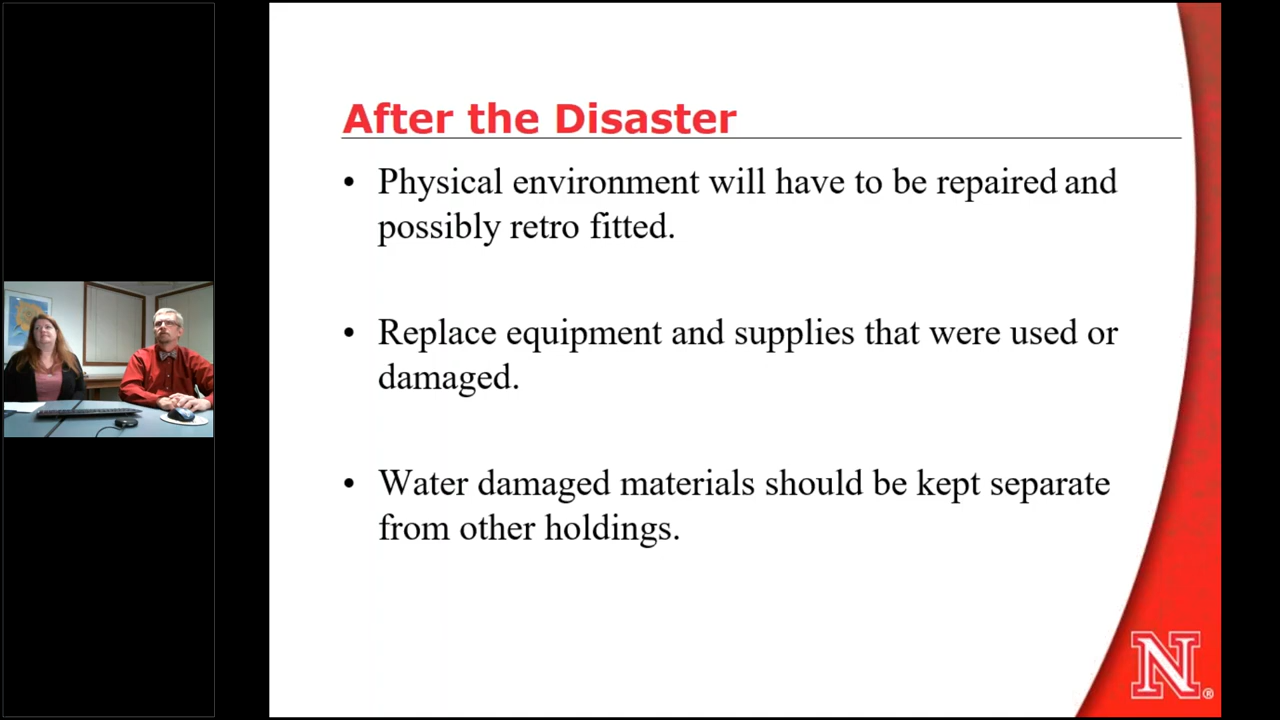 After the Disaster
• Physical environment will have to be repaired and
possibly retro fitted.
• Replace equipment and supplies that were used or
damaged.
• Water damaged materials should be kept separate
from other holdings.
N®